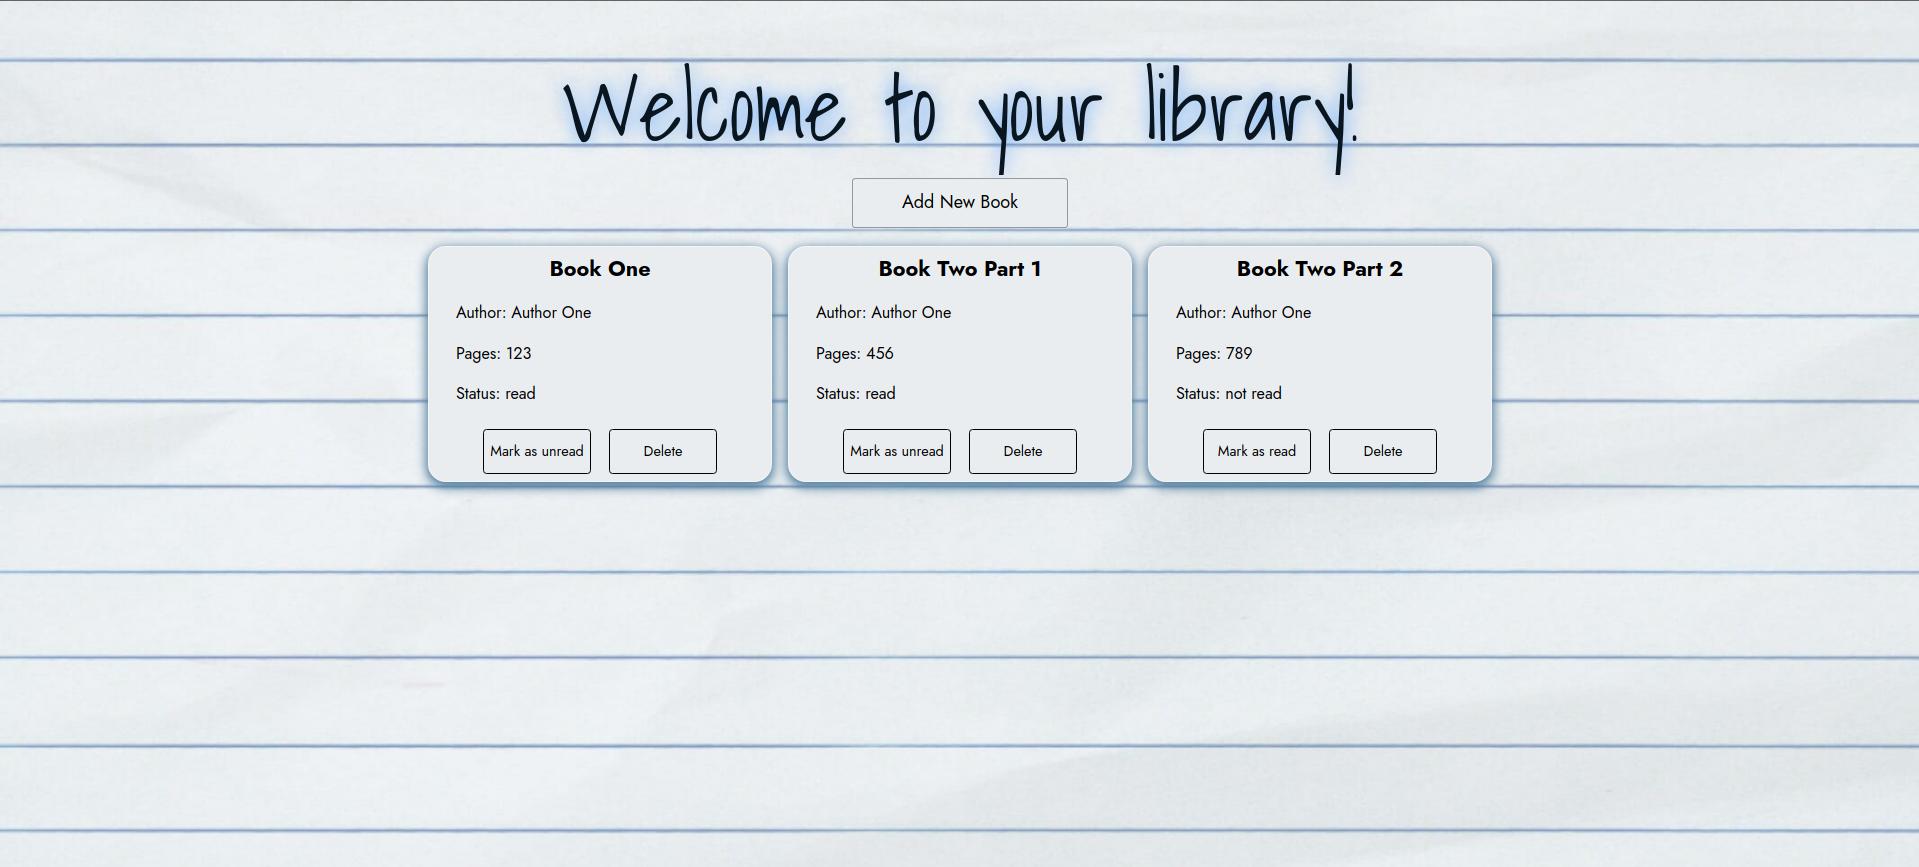 Welcome to your library!
Add New Book
Book One
Author: Author One
Pages: 123
Status: read
Mark as unread
Delete
Book Two Part 1
Author: Author One
Pages: 456
Status: read
Mark as unread
Delete
Book Two Part 2
Author: Author One
Pages: 789
Status: not read
Mark as read
Delete